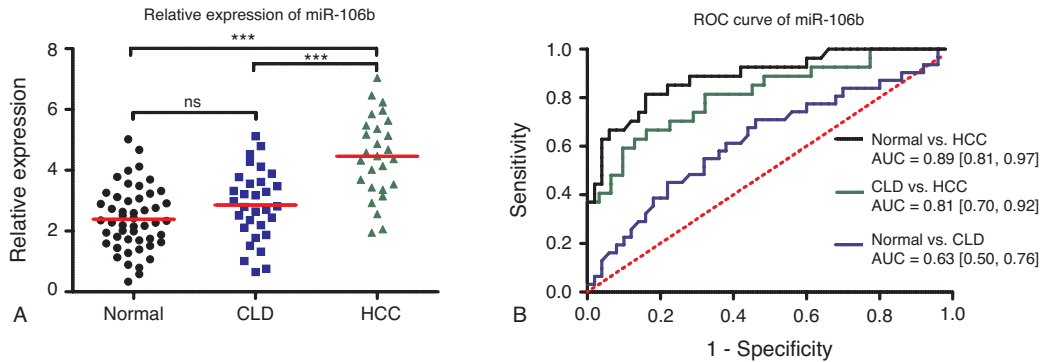 Relative expression of miR-106b
***
***
ns
Relative expression
8
6
4
2
0
Normal
CLD
HCC
A
ROC curve of miR-106b
Sensitivity
1.0
0.8
0.6
0.4
0.2
0.0
0.0
0.2
0.4
0.6
0.8
1.0
1 - Specificity
Normal vs. HCC
AUC = 0.89 [0.81, 0.97]
CLD vs. HCC
AUC = 0.81 [0.70, 0.92]
Normal vs. CLD
AUC = 0.63 [0.50, 0.76]
B